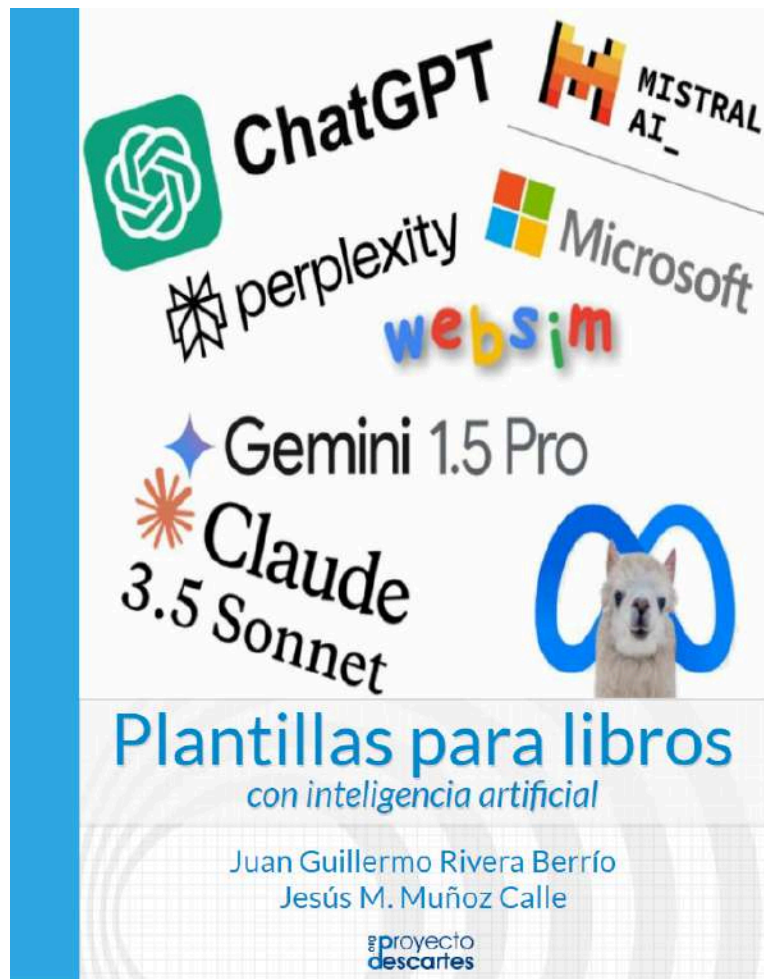 ChatGPT
MISTRAL
AI_
perplexity
Microsoft
websim
Gemini 1.5 Pro
Claude
3.5 Sonnet
Plantillas para libros
con inteligencia artificial
Juan Guillermo Rivera Berrío
Jesús M. Muñoz Calle
org
proyecto
descartes